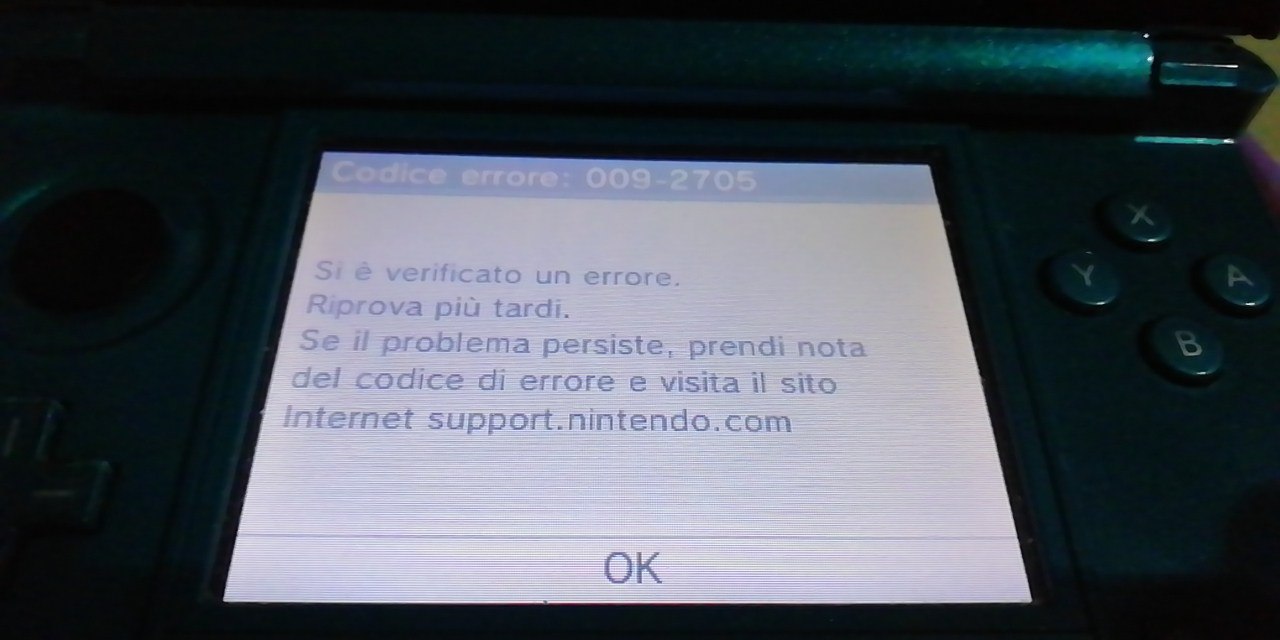 Codice errore: 009-2705
Si è verificato un errore.
Riprova più tardi.
Se il problema persiste, prendi nota
del codice di errore e visita il sito
Internet support.nintendo.com
OK
X
Y
A
B